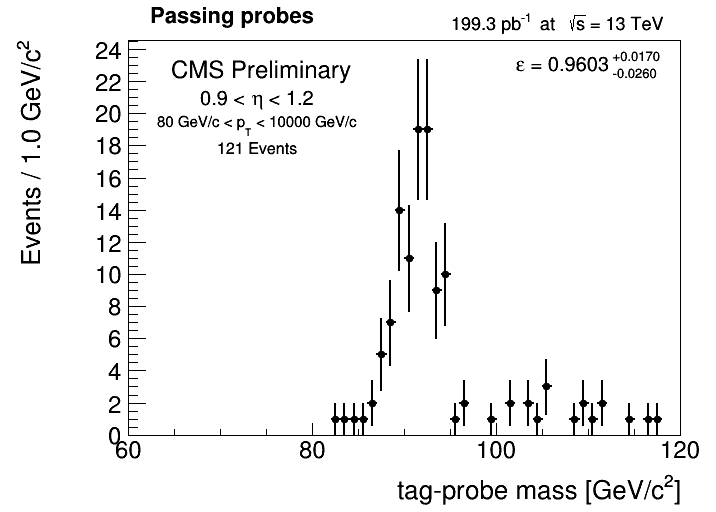 Passing probes
199.3 pb-1 at √s = 13 TeV
CMS Preliminary
0.9 < η < 1.2
80 GeV/c < pT < 10000 GeV/c
121 Events
ε = 0.9603 +0.0170 -0.0260
Events / 1.0 GeV/c2
24
22
20
18
16
14
12
10
8
6
4
2
0
60 80 100 120
tag-probe mass [GeV/c2]